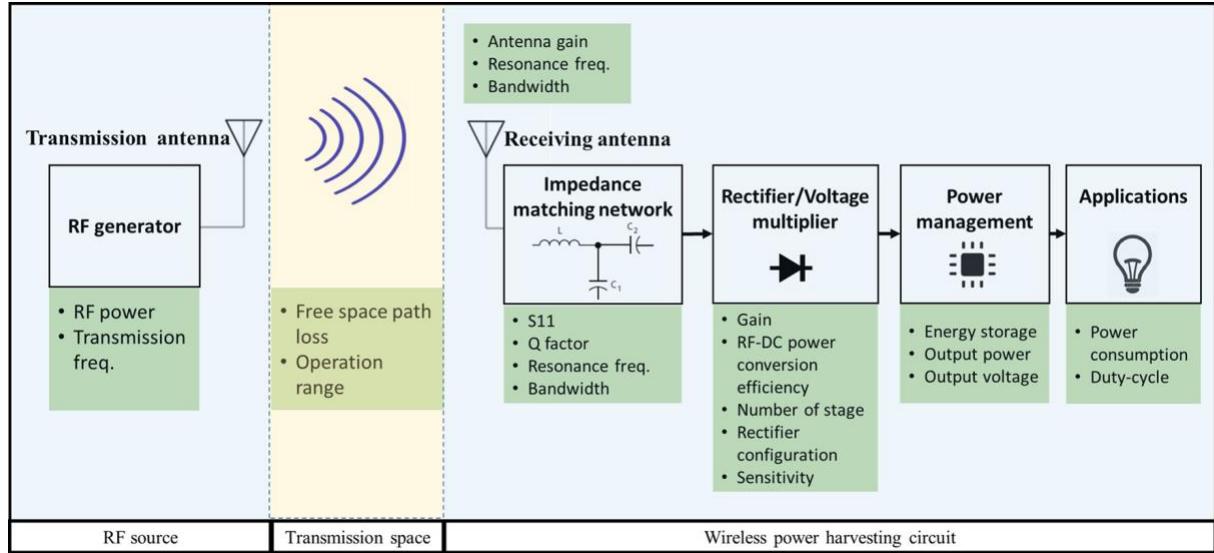 • Antenna gain
• Resonance freq.
• Bandwidth
Transmission antenna
Receiving antenna
RF generator
Impedance
matching network
L
C2
C1
Rectifier/Voltage
multiplier
Power
management
Applications
• RF power
• Transmission
freq.
• Free space path
loss
• Operation
range
• S11
• Q factor
• Resonance freq.
• Bandwidth
• Gain
• RF-DC power
conversion
efficiency
• Number of stage
• Rectifier
configuration
• Sensitivity
• Energy storage
• Output power
• Output voltage
• Power
consumption
• Duty-cycle
RF source
Transmission space
Wireless power harvesting circuit